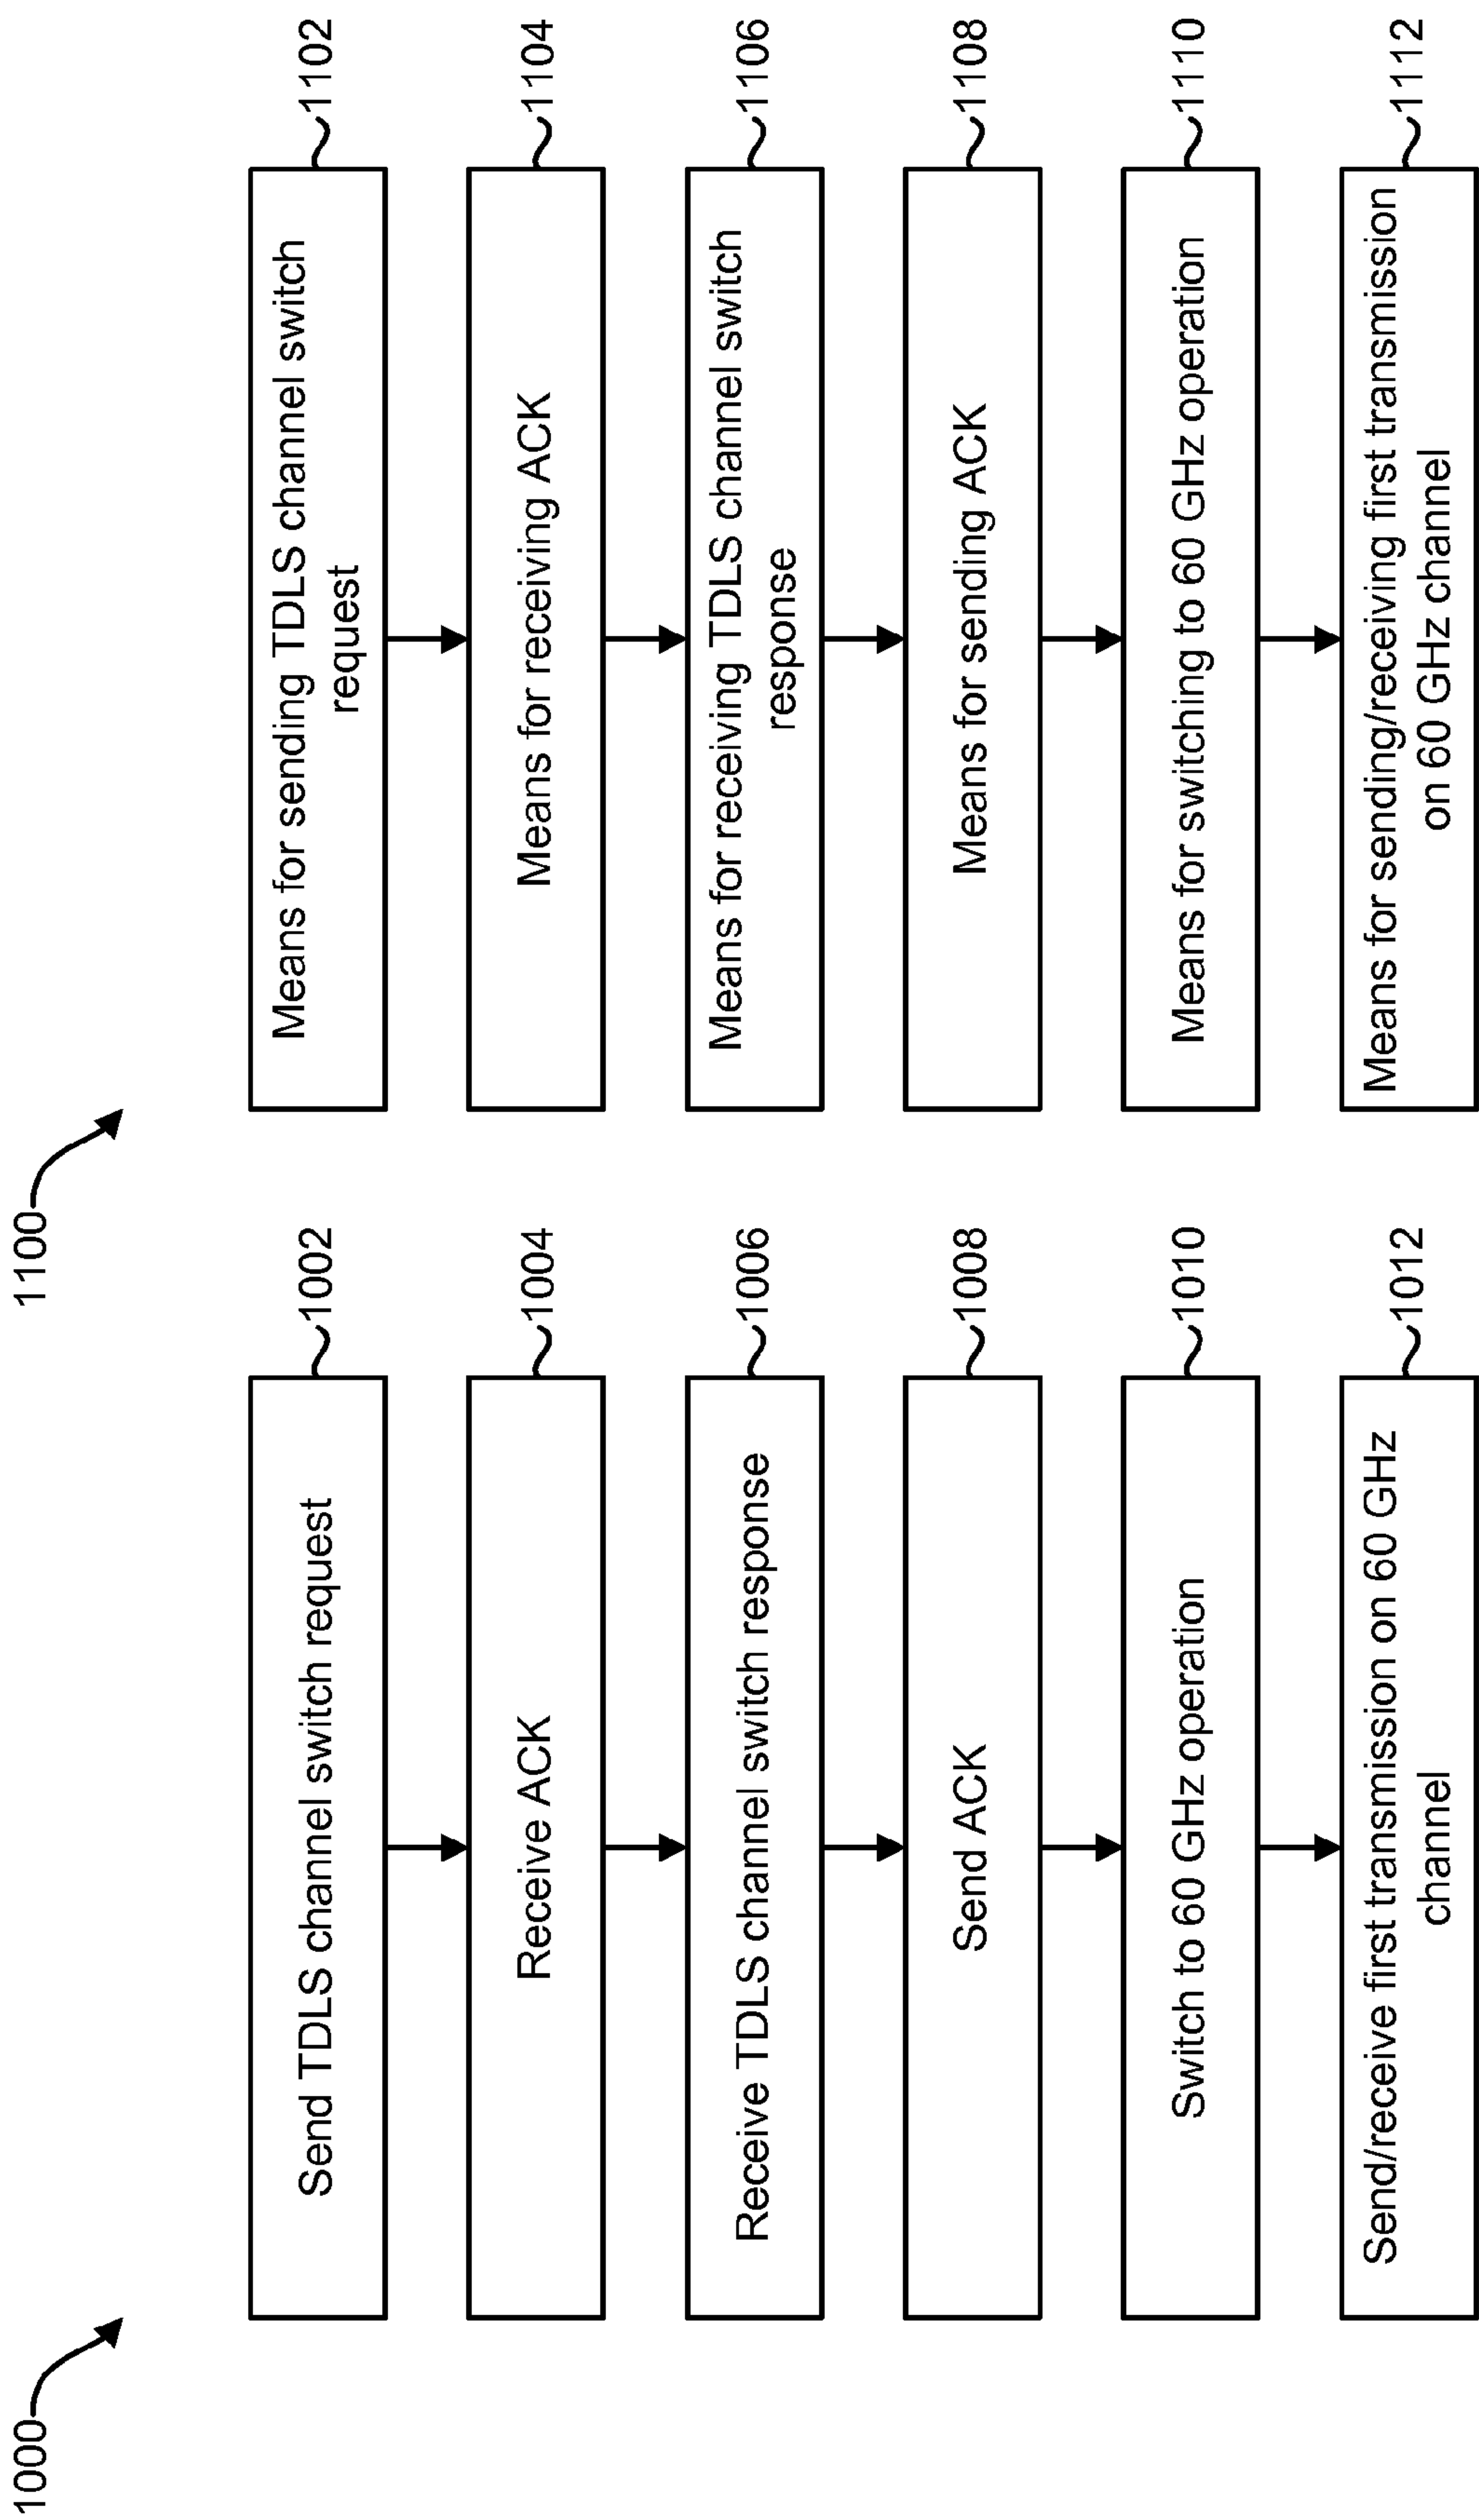 1000
Send TDLS channel switch request
1002
Receive ACK
1004
Receive TDLS channel switch response
1006
Send ACK
1008
Switch to 60 GHz operation
1010
Send/receive first transmission on 60 GHz
channel
1012
1100
Means for sending TDLS channel switch
request
1102
Means for receiving ACK
1104
Means for receiving TDLS channel switch
response
1106
Means for sending ACK
1108
Means for switching to 60 GHz operation
1110
Means for sending/receiving first transmission
on 60 GHz channel
1112